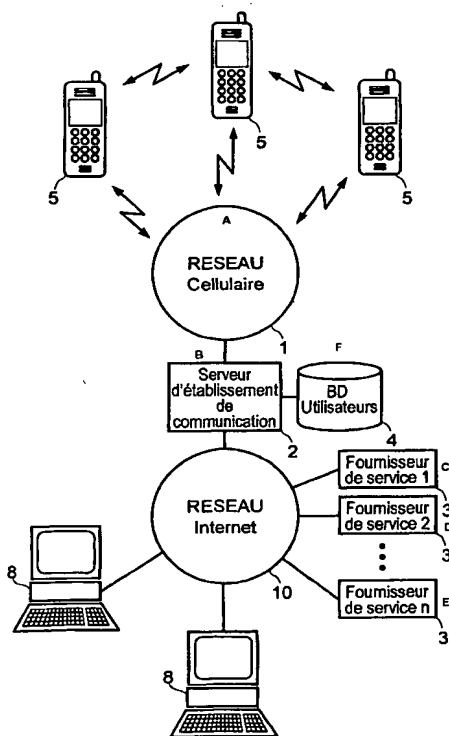 5
5
5
A
RESEAU
Cellulaire
1
B
Serveur
d'établissement
de
communication
2
F
BD
Utilisateurs
4
RESEAU
Internet
10
Fournisseur
de service 1
C
3
Fournisseur
de service 2
D
3
Fournisseur
de service n
E
3
8
8